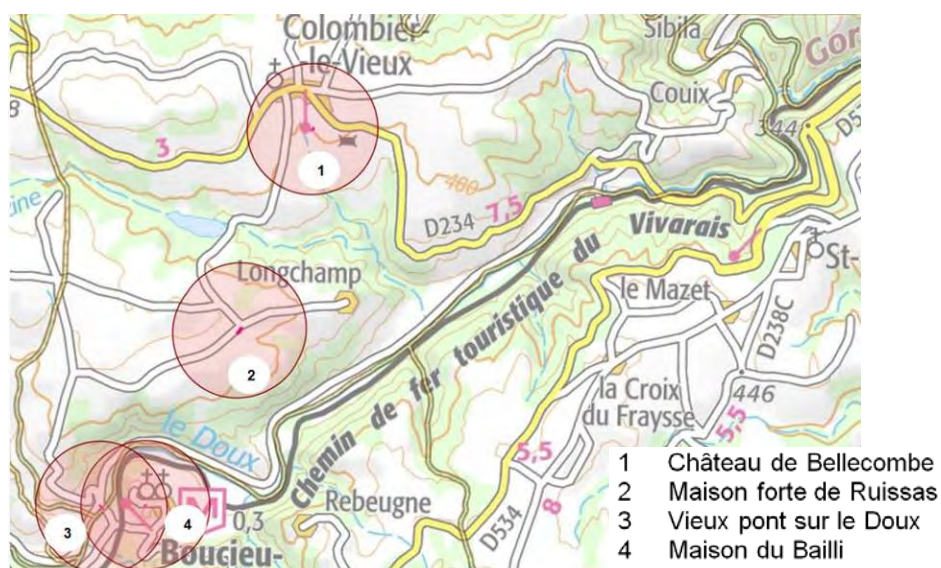 Colombier-
le-Vieux
Sibila
Gor
Couix
8
3
1
344
D5
460
ine
D234
7,5
Chemin de fer touristique du Vivarais
St-
Longchamp
le Mazet
D238C
2
la Croix
du Fraysse
446
le Doux
5,5
5,5
1 Château de Bellecombe
M
Rebeugne
8
2 Maison forte de Ruissas
3
4
0,3
D534
3 Vieux pont sur le Doux
Boucieu-
4 Maison du Bailli